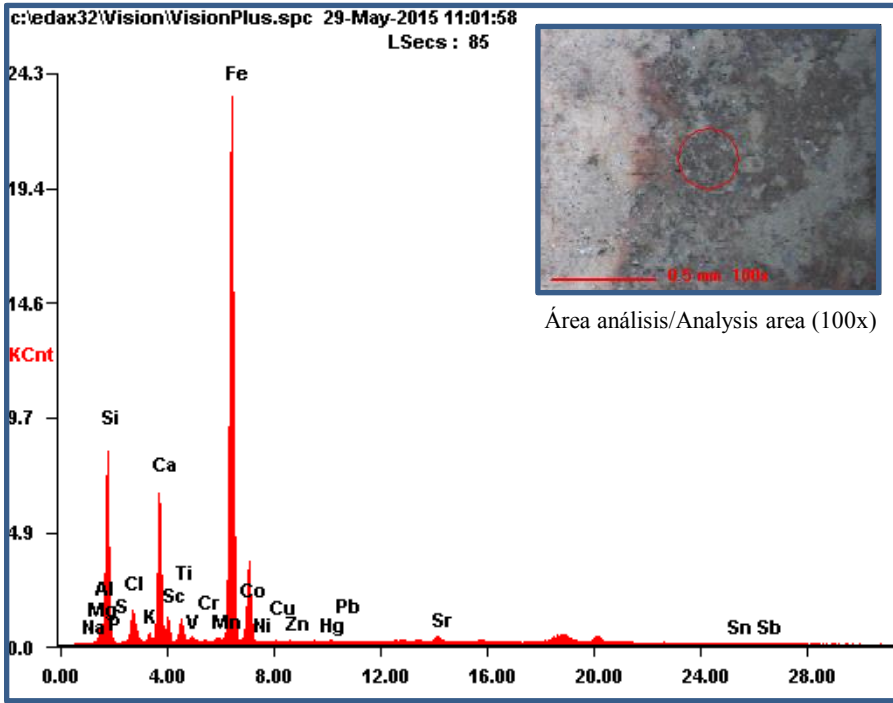 c:\edax32\Vision\VisionPlus.spc 29-May-2015 11:01:58
LSecs : 85
24.3
19.4
14.6
KCnt
9.7
4.9
0.0
Fe
Si
Ca
Al
Mg
Na
P
S
Cl
K
Sc
Ti
V
Cr
Mn
Co
Ni
Cu
Zn
Hg
Pb
Sr
Sn
Sb
0.00 4.00 8.00 12.00 16.00 20.00 24.00 28.00
0.5 mm 100x
Área análisis/Analysis area (100x)